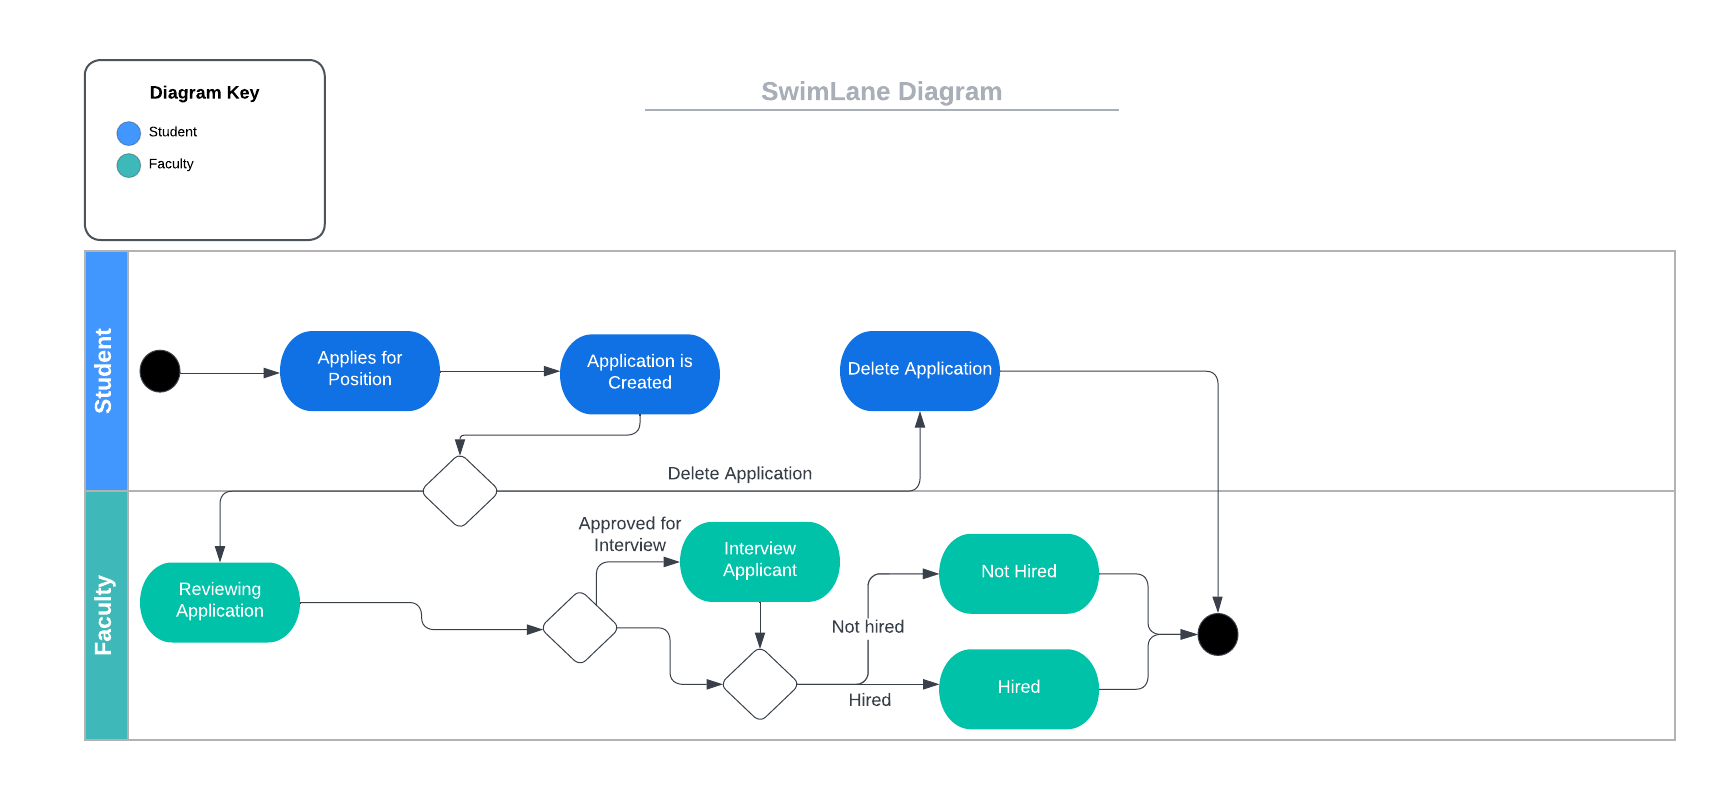 SwimLane Diagram
Diagram Key
Student
Faculty
Student
Applies for
Position
Application is
Created
Delete Application
Delete Application
Faculty
Reviewing
Application
Approved for
Interview
Interview
Applicant
Not hired
Hired
Not Hired
Hired